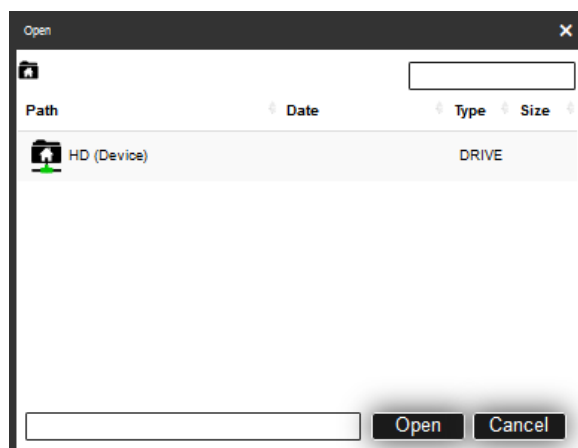 Open
Path Date Type Size
HD (Device) DRIVE
Open Cancel